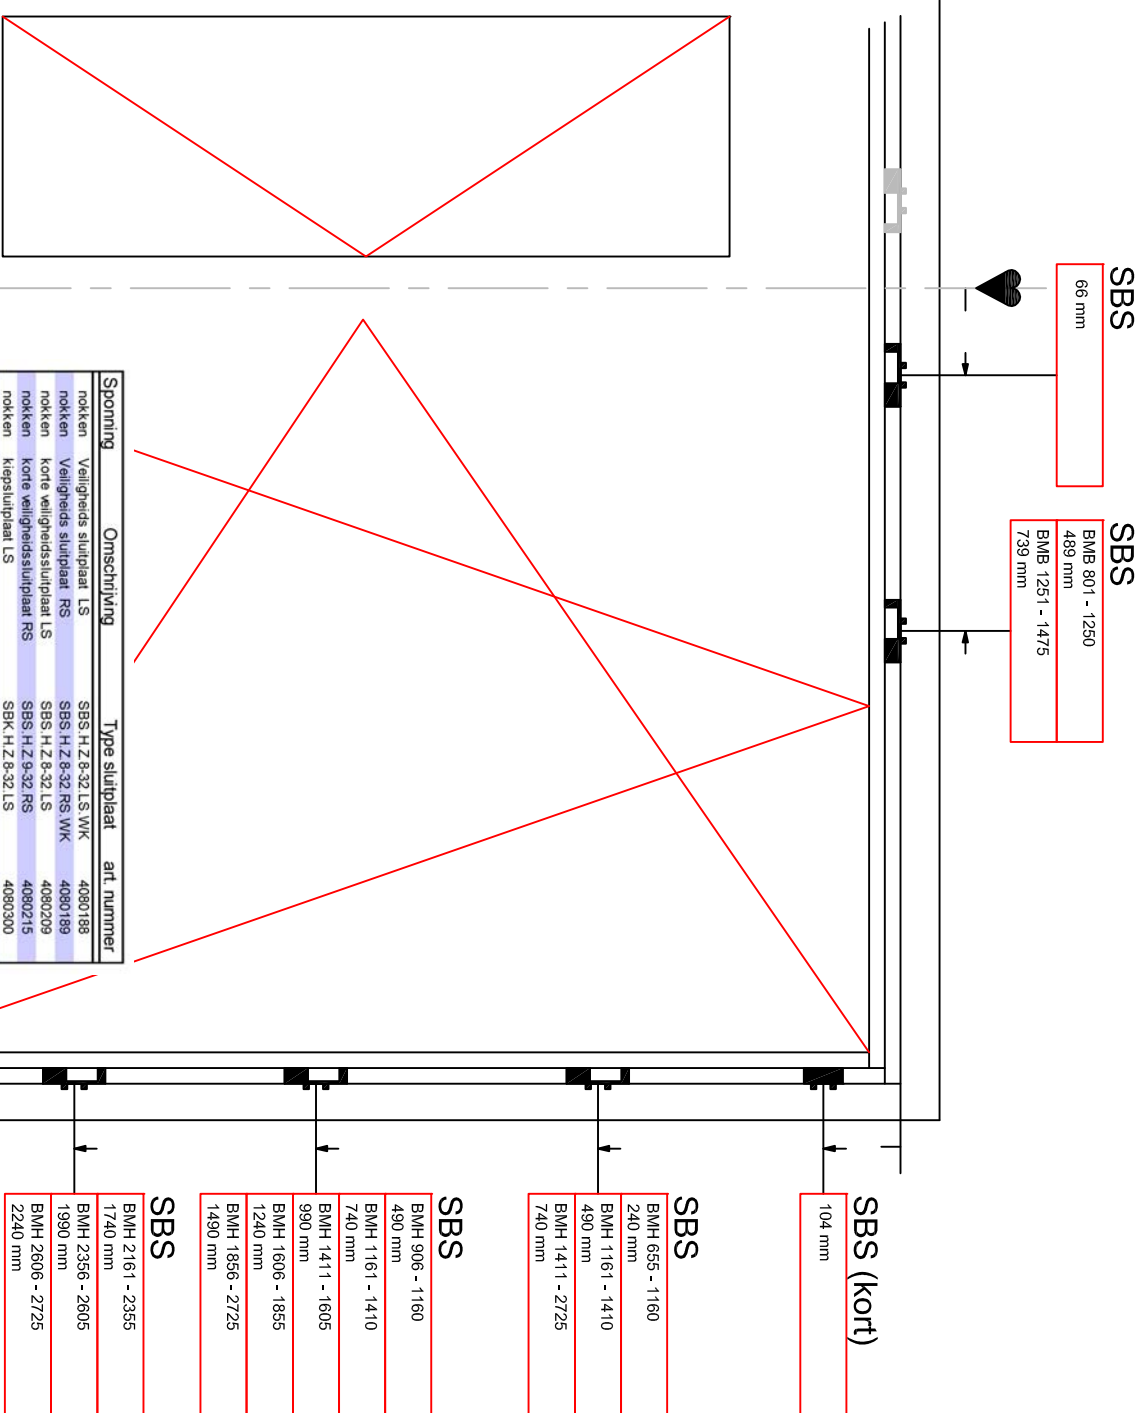 SBS
66 mm
SBS
BMB 801 - 1250
489 mm
BMB 1251 - 1475
739 mm
Sponning Omschrijving Type sluitplaat art. nummer
nokken Veiligheids sluitplaat LS SBS.H.Z.8-32.LS.WK 4080188
nokken Veiligheids sluitplaat RS SBS.H.Z.8-32.RS.WK 4080189
nokken korte veiligheidssluitplaat LS SBS.H.Z.8-32.LS 4080209
nokken korte veiligheidssluitplaat RS SBS.H.Z.9-32.RS 4080215
nokken kiepsluitplaat LS SBK.H.Z.8-32.LS 4080300
SBS (kort)
104 mm
SBS
BMH 655 - 1160
240 mm
BMH 1161 - 1410
490 mm
BMH 1411 - 2725
740 mm
SBS
BMH 906 - 1160
490 mm
BMH 1161 - 1410
740 mm
BMH 1411 - 1605
990 mm
BMH 1606 - 1855
1240 mm
BMH 1856 - 2725
1490 mm
SBS
BMH 2161 - 2355
1740 mm
BMH 2356 - 2605
1990 mm
BMH 2606 - 2725
2240 mm